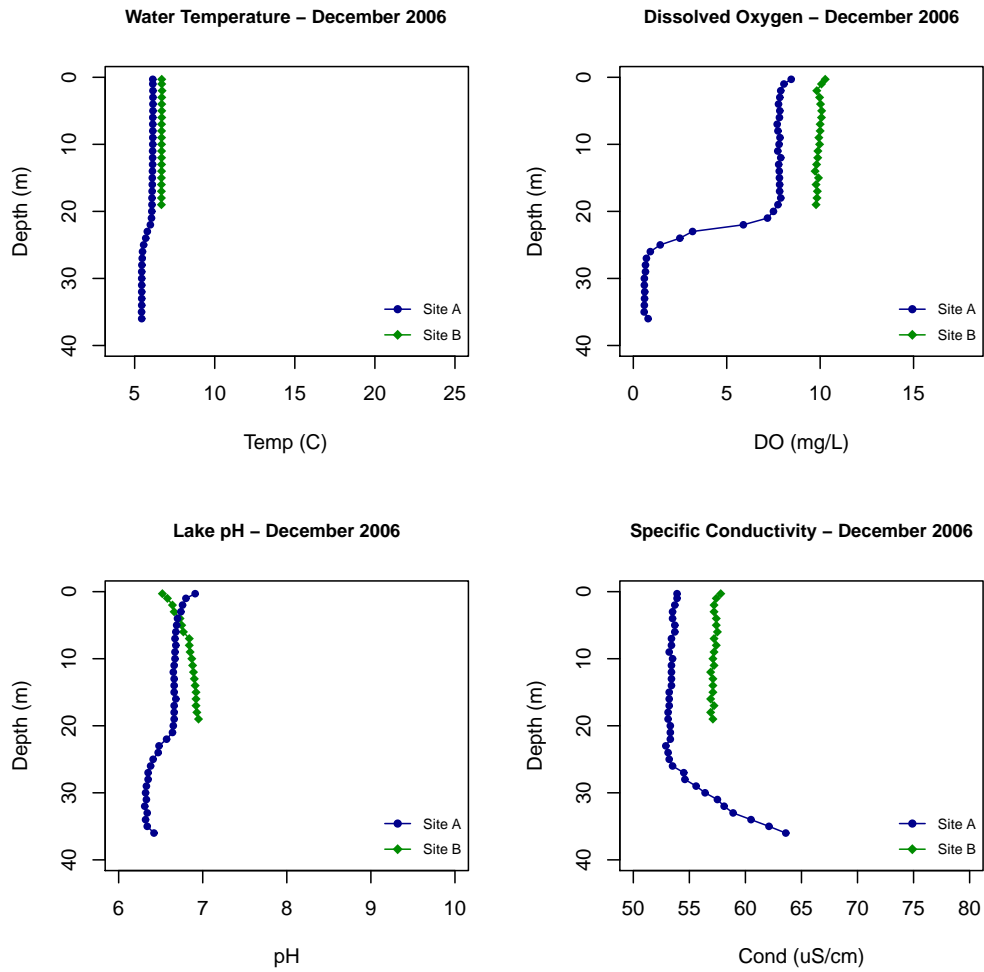 Water Temperature – December 2006
0
10
20
30
40
Depth (m)
Site A
Site B
5 10 15 20 25
Temp (C)
Dissolved Oxygen – December 2006
0
10
20
30
40
Depth (m)
Site A
Site B
0 5 10 15
DO (mg/L)
Lake pH – December 2006
0
10
20
30
40
Depth (m)
Site A
Site B
6 7 8 9 10
pH
Specific Conductivity – December 2006
0
10
20
30
40
Depth (m)
Site A
Site B
50 55 60 65 70 75 80
Cond (uS/cm)